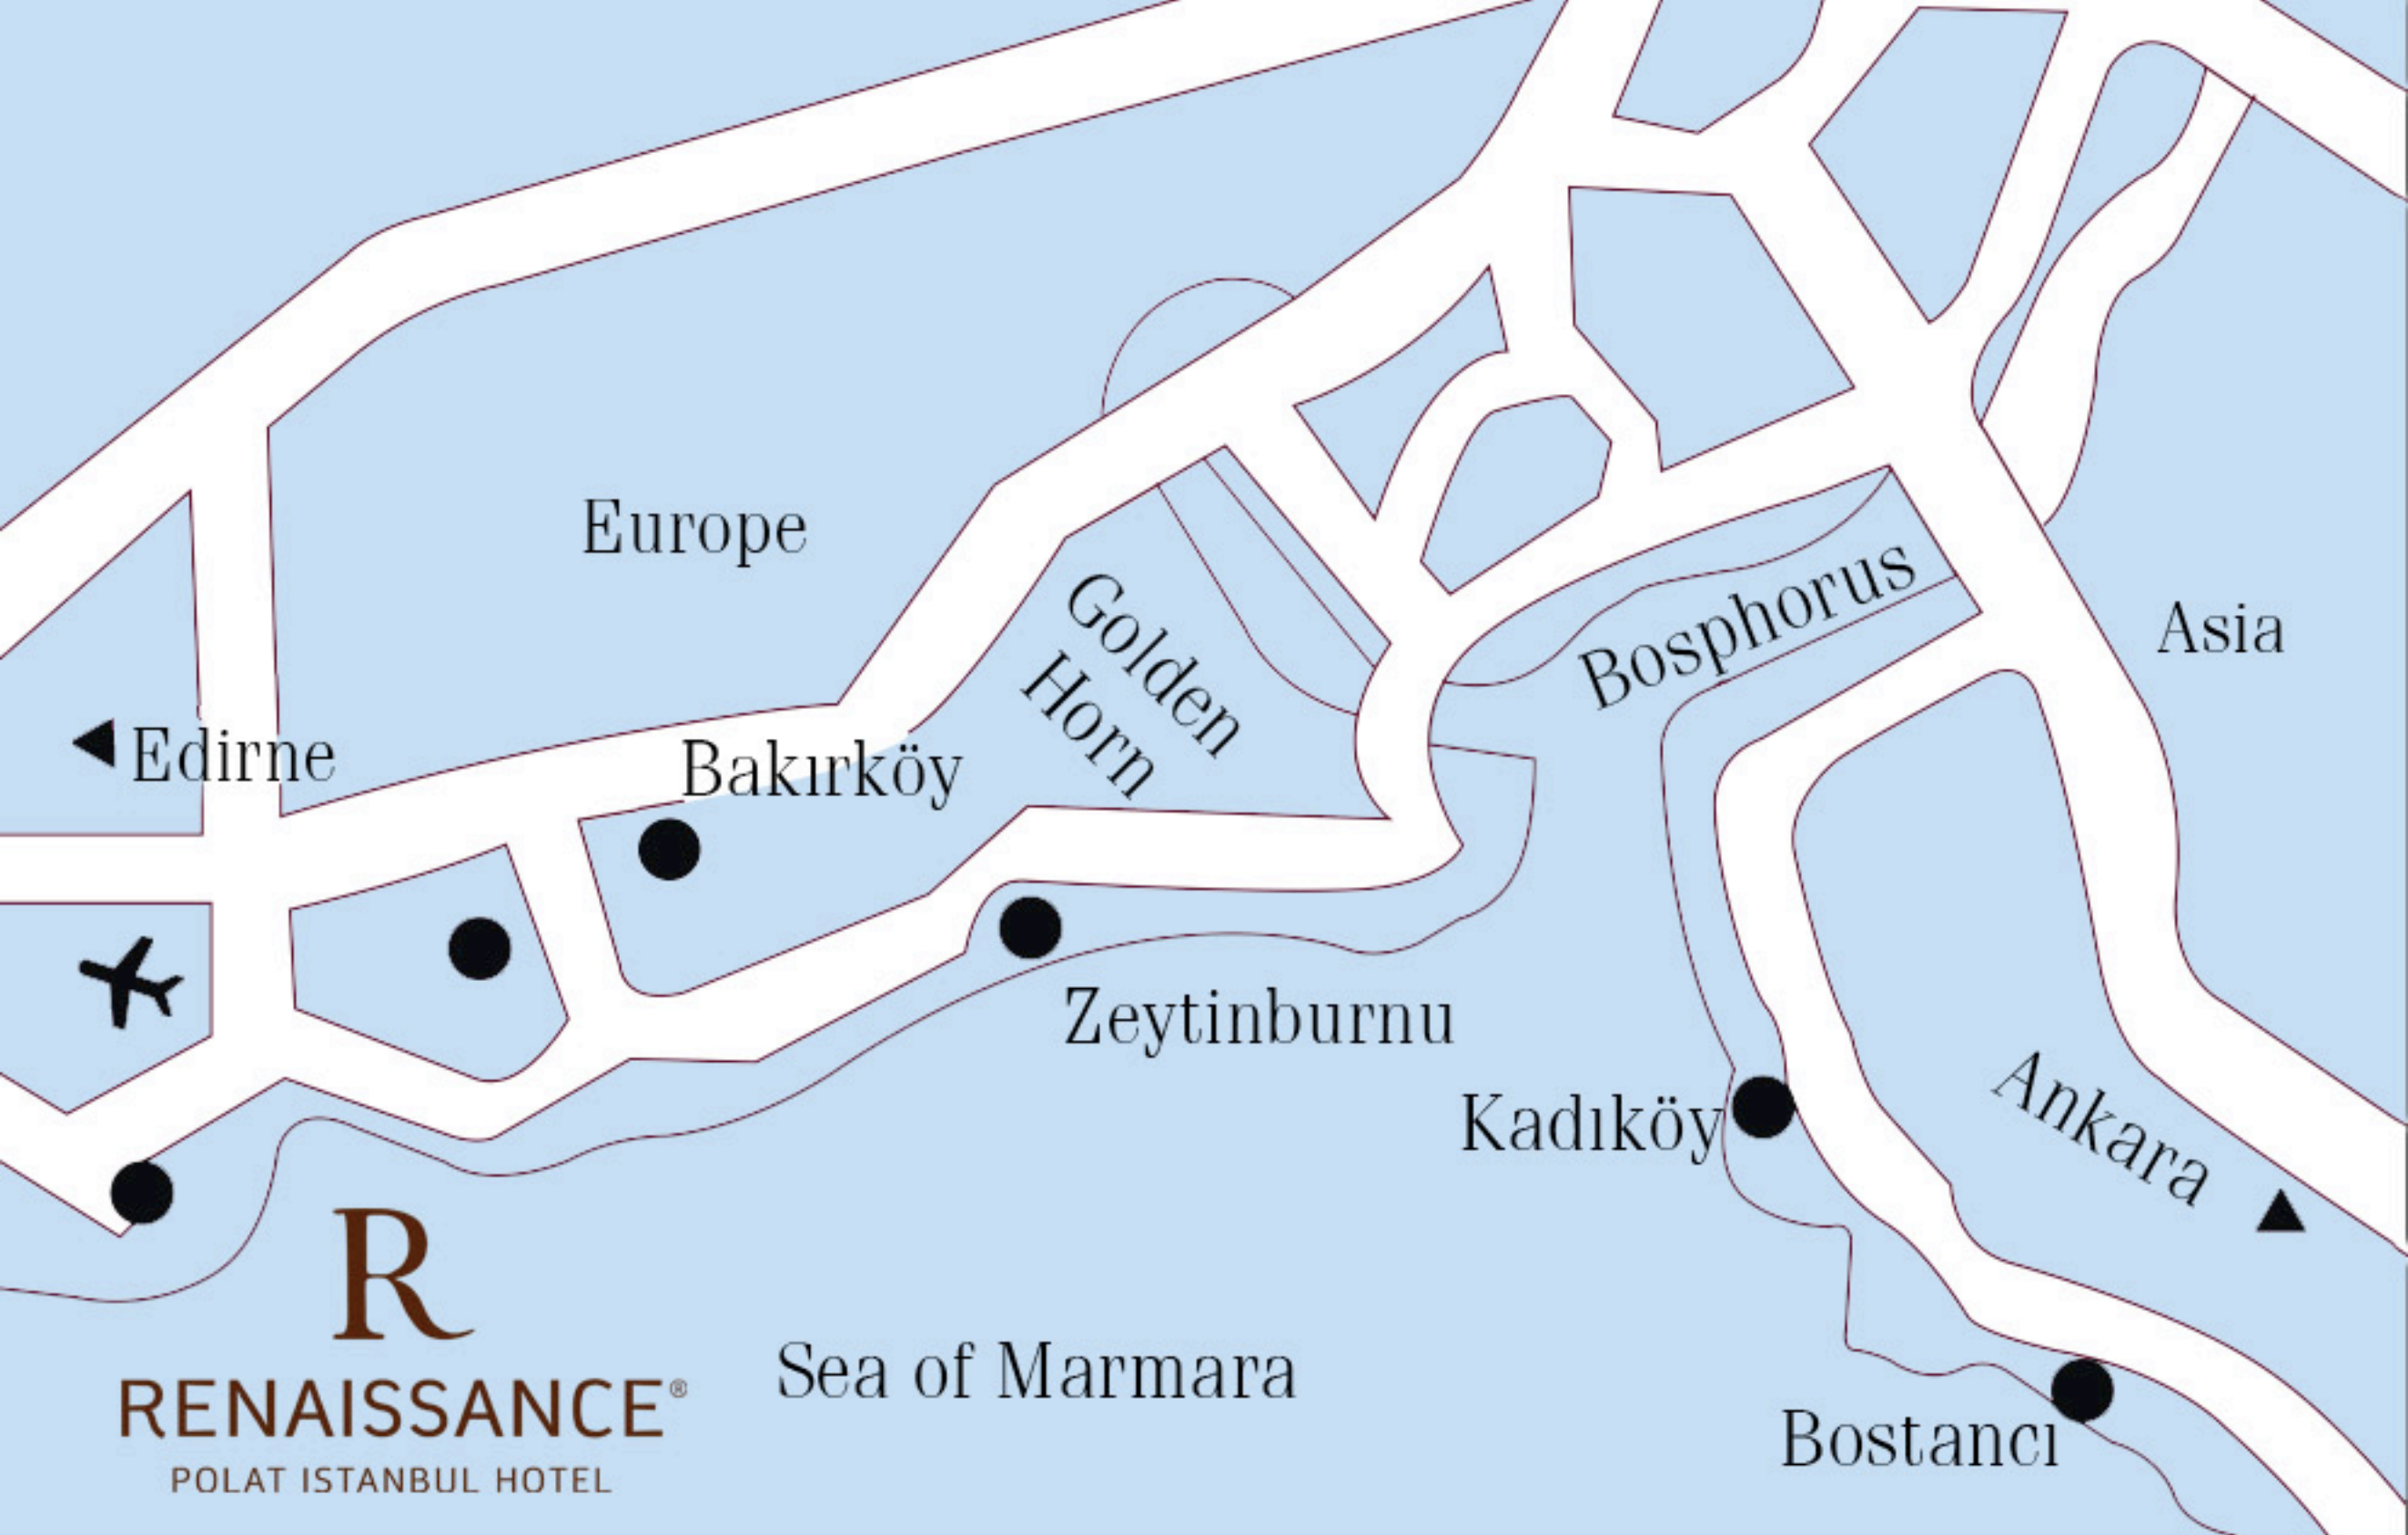 Europe
Golden
Horn
Bosphorus
Asia
Edirne
Bakırköy
Zeytinburnu
Kadıköy
Ankara
R
RENAISSANCE®
POLAT ISTANBUL HOTEL
Sea of Marmara
Bostancı